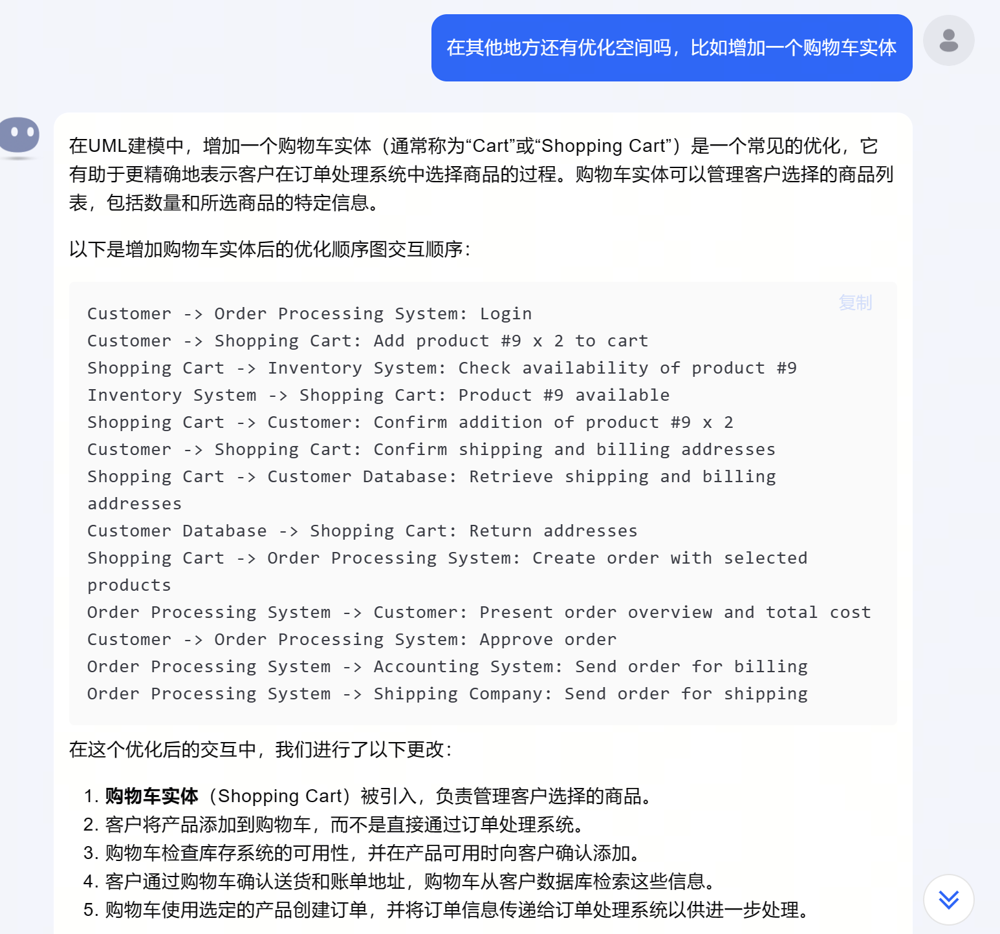 在其他地方还有优化空间吗，比如增加一个购物车实体
在UML建模中，增加一个购物车实体（通常称为“Cart”或“Shopping Cart”）是一个常见的优化，它
有助于更精确地表示客户在订单处理系统中选择商品的过程。购物车实体可以管理客户选择的商品列
表，包括数量和所选商品的特定信息。
以下是增加购物车实体后的优化顺序图交互顺序：
复制
Customer -> Order Processing System: Login
Customer -> Shopping Cart: Add product #9 x 2 to cart
Shopping Cart -> Inventory System: Check availability of product #9
Inventory System -> Shopping Cart: Product #9 available
Shopping Cart -> Customer: Confirm addition of product #9 x 2
Customer -> Shopping Cart: Confirm shipping and billing addresses
Shopping Cart -> Customer Database: Retrieve shipping and billing
addresses
Customer Database -> Shopping Cart: Return addresses
Shopping Cart -> Order Processing System: Create order with selected
products
Order Processing System -> Customer: Present order overview and total cost
Customer -> Order Processing System: Approve order
Order Processing System -> Accounting System: Send order for billing
Order Processing System -> Shipping Company: Send order for shipping
在这个优化后的交互中，我们进行了以下更改：
1. 购物车实体（Shopping Cart）被引入，负责管理客户选择的商品。
2. 客户将产品添加到购物车，而不是直接通过订单处理系统。
3. 购物车检查库存系统的可用性，并在产品可用时向客户确认添加。
4. 客户通过购物车确认送货和账单地址，购物车从客户数据库检索这些信息。
5. 购物车使用选定的产品创建订单，并将订单信息传递给订单处理系统以供进一步处理。